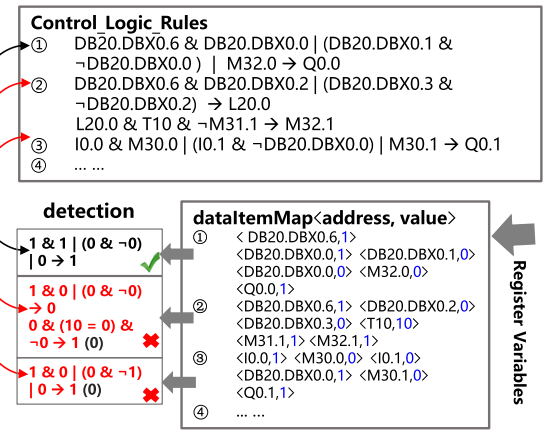 Control_Logic_Rules
① DB20.DBX0.6 & DB20.DBX0.0 | (DB20.DBX0.1 &
¬DB20.DBX0.0 ) | M32.0 → Q0.0
② DB20.DBX0.6 & DB20.DBX0.2 | (DB20.DBX0.3 &
¬DB20.DBX0.2) → L20.0
L20.0 & T10 & ¬M31.1 → M32.1
③ I0.0 & M30.0 | (I0.1 & ¬DB20.DBX0.0) | M30.1 → Q0.1
④ ... ...
detection
1 & 1 | (0 & ¬0)
| 0 → 1
1 & 0 | (0 & ¬0)
→ 0
0 & (10 = 0) &
¬0 → 1 (0)
1 & 0 | (0 & ¬1)
| 0 → 1 (0)
dataItemMap<address, value>
① < DB20.DBX0.6,1>
<DB20.DBX0.0,1> <DB20.DBX0.1,0>
<DB20.DBX0.0,0> <M32.0,0>
<Q0.0,1>
② <DB20.DBX0.6,1> <DB20.DBX0.2,0>
<DB20.DBX0.3,0> <T10,10>
<M31.1,1> <M32.1,1>
③ <I0.0,1> <M30.0,0> <I0.1,0>
<DB20.DBX0.0,1> <M30.1,0>
<Q0.1,1>
④ ... ...
Register Variables